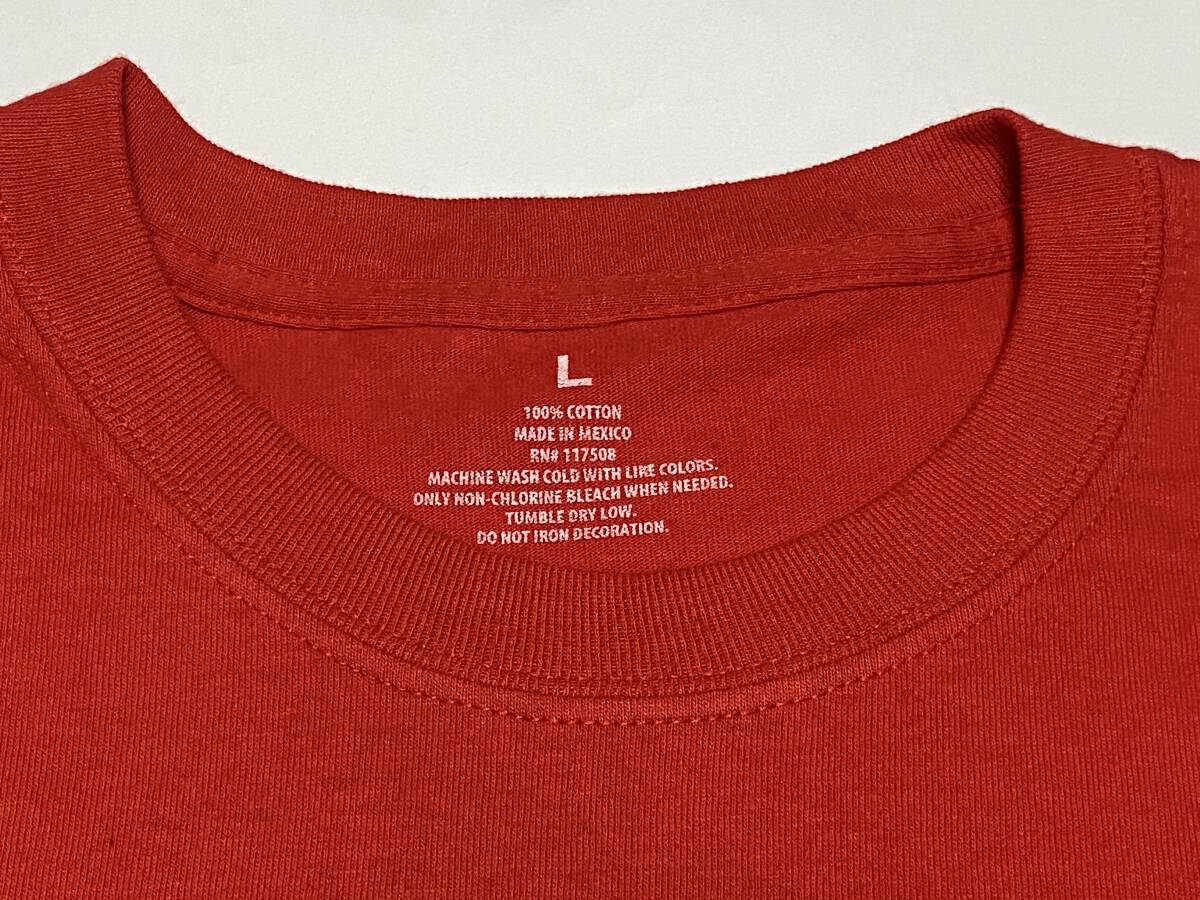 L
100% COTTON
MADE IN MEXICO
RN# 117508
MACHINE WASH COLD WITH LIKE COLORS.
ONLY NON-CHLORINE BLEACH WHEN NEEDED.
TUMBLE DRY LOW.
DO NOT IRON DECORATION.